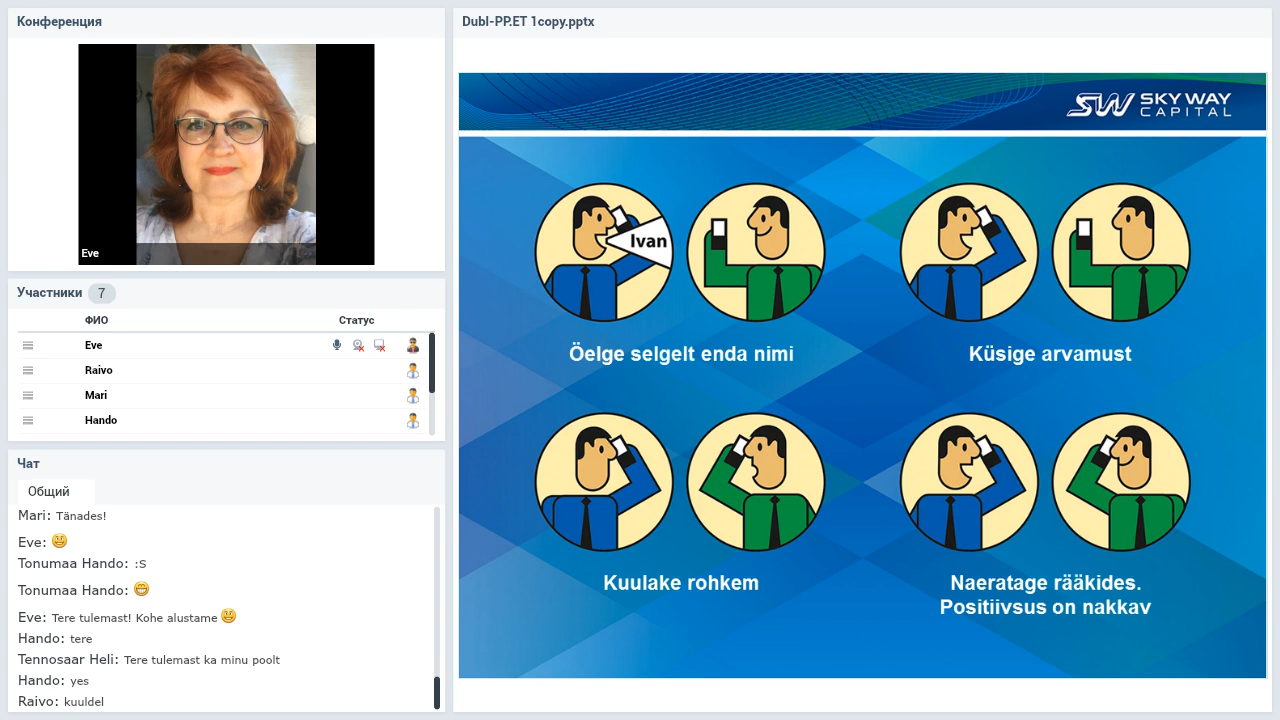 Конференция
Eve
Участники 7
ФИО Статус
Eve
Raivo
Mari
Hando
Чат
Общий
Mari: Tänades!
Eve:
Tonumaa Hando: :S
Tonumaa Hando:
Eve: Tere tulemast! Kohe alustame
Hando: tere
Tennosaar Heli: Tere tulemast ka minu poolt
Hando: yes
Raivo: kuuldel
Dubl-PP.ET 1copy.pptx
SW SKY WAY
CAPITAL
Ivan
Öelge selgelt enda nimi
Küsige arvamust
Kuulake rohkem
Naeratage rääkides.
Positiivsus on nakkav